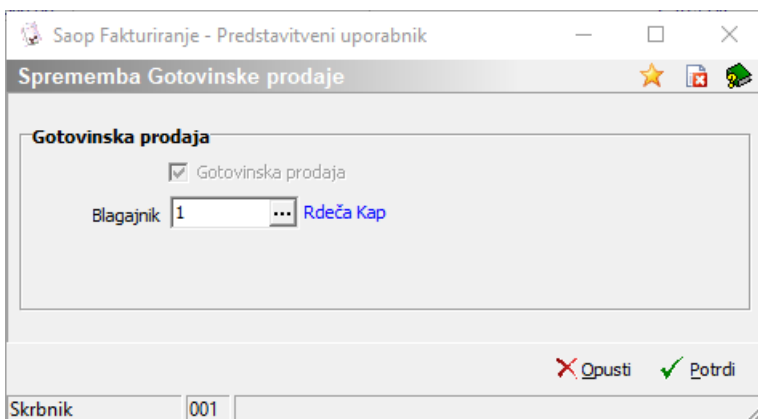 Saop Fakturiranje - Predstavitveni uporabnik
Sprememba Gotovinske prodaje
Gotovinska prodaja
Gotovinska prodaja
Blagajnik 1 ... Rdeča Kap
Opusti Potrdi
Skrbnik 001